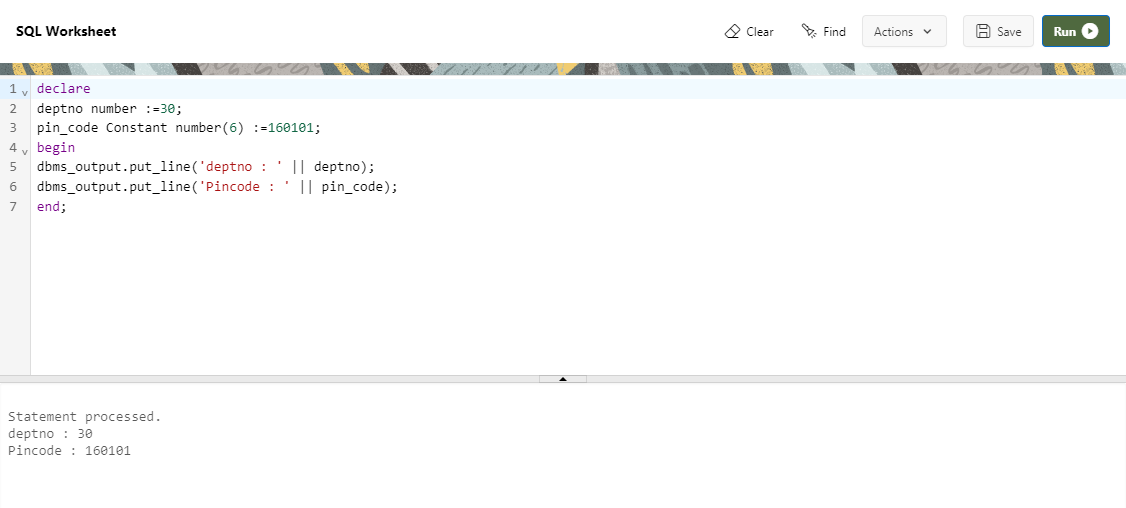 SQL Worksheet
Clear Find Actions Save Run
1 declare
2 deptno number :=30;
3 pin_code Constant number(6) :=160101;
4 begin
5 dbms_output.put_line('deptno : ' || deptno);
6 dbms_output.put_line('Pincode : ' || pin_code);
7 end;
Statement processed.
deptno : 30
Pincode : 160101